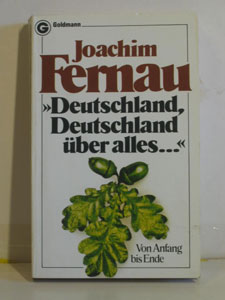 G Goldmann
Joachim
Fernau
»Deutschland,
Deutschland
über alles...«
Von Anfang
bis Ende